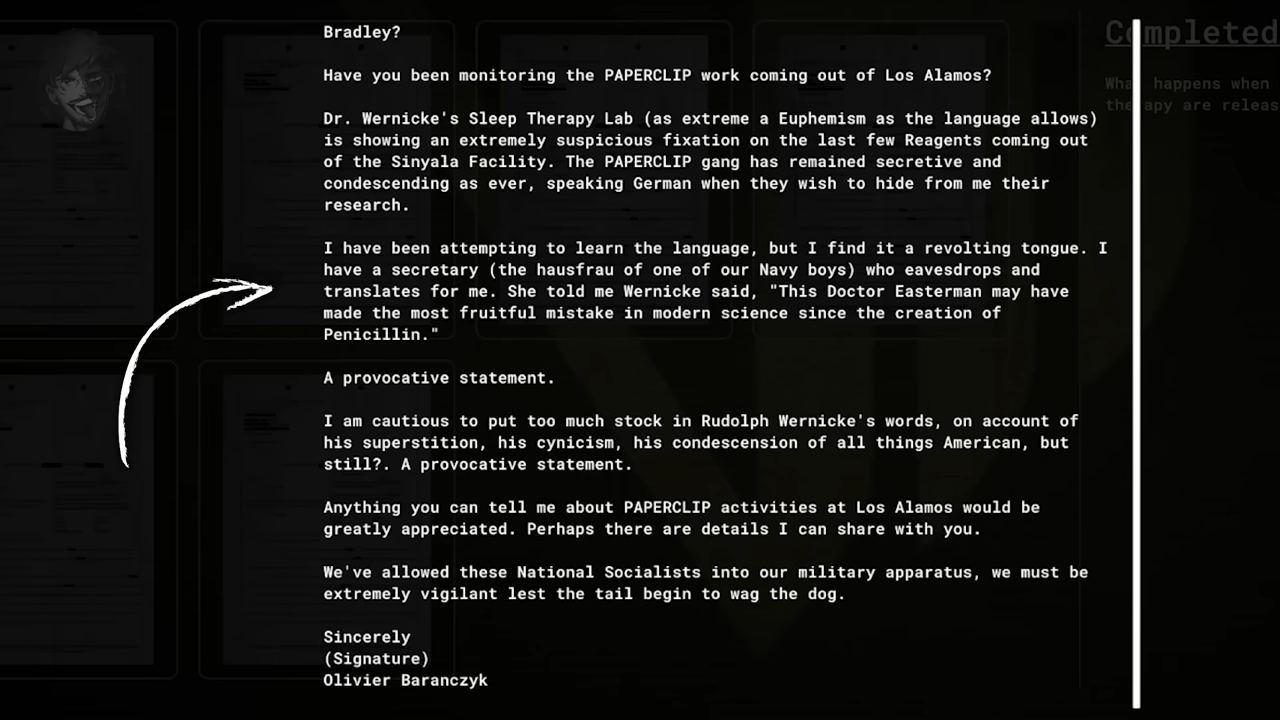 Bradley?
Completed
Have you been monitoring the PAPERCLIP work coming out of Los Alamos?
happens when
are releas
Dr. Wernicke's Sleep Therapy Lab (as extreme a Euphemism as the language allows)
is showing an extremely suspicious fixation on the last few Reagents coming out
of the Sinyala Facility. The PAPERCLIP gang has remained secretive and
condescending as ever, speaking German when they wish to hide from me their
research.
I have been attempting to learn the language, but I find it a revolting tongue. I
have a secretary (the hausfrau of one of our Navy boys) who eavesdrops and
translates for me. She told me Wernicke said, "This Doctor Easterman may have
made the most fruitful mistake in modern science since the creation of
Penicillin."
A provocative statement.
I am cautious to put too much stock in Rudolph Wernicke's words, on account of
his superstition, his cynicism, his condescension of all things American, but
still?. A provocative statement.
Anything you can tell me about PAPERCLIP activities at Los Alamos would be
greatly appreciated. Perhaps there are details I can share with you.
We've allowed these National Socialists into our military apparatus, we must be
extremely vigilant lest the tail begin to wag the dog.
Sincerely
(Signature)
Olivier Baranczyk